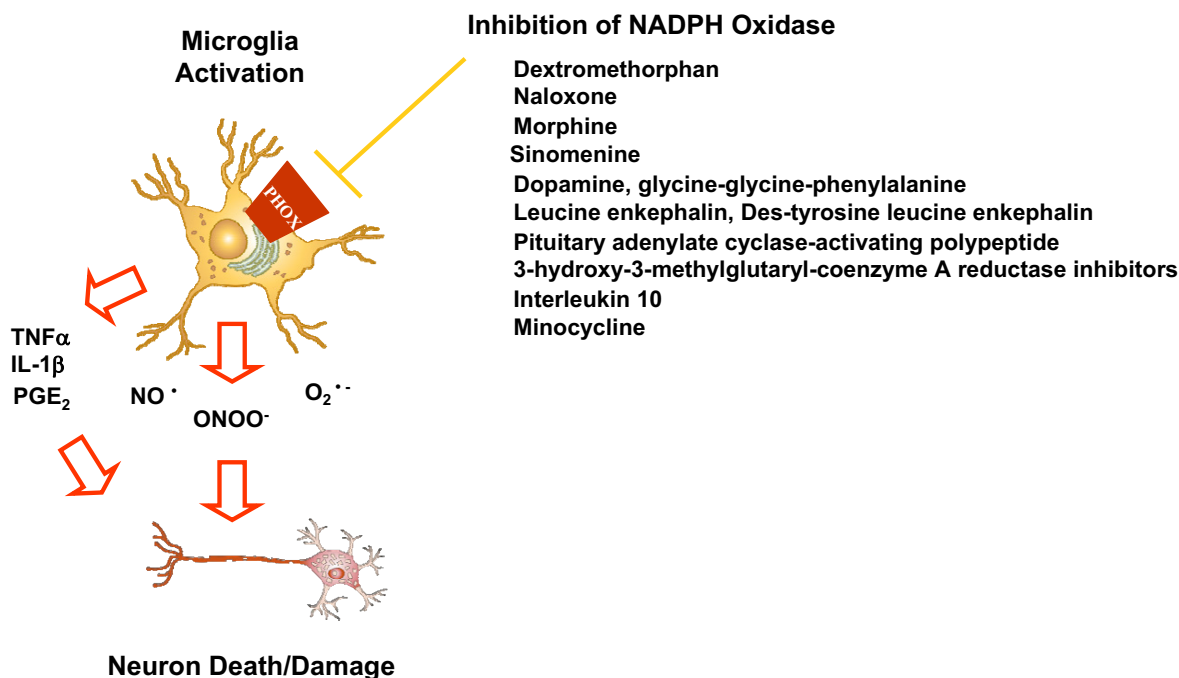 Microglia
Activation
Inhibition of NADPH Oxidase
Dextromethorphan
Naloxone
Morphine
Sinomenine
Dopamine, glycine-glycine-phenylalanine
Leucine enkephalin, Des-tyrosine leucine enkephalin
Pituitary adenylate cyclase-activating polypeptide
3-hydroxy-3-methylglutaryl-coenzyme A reductase inhibitors
Interleukin 10
Minocycline
PHOX
TNFα
IL-1β
PGE₂
NO •
ONOO⁻
O₂•⁻
Neuron Death/Damage